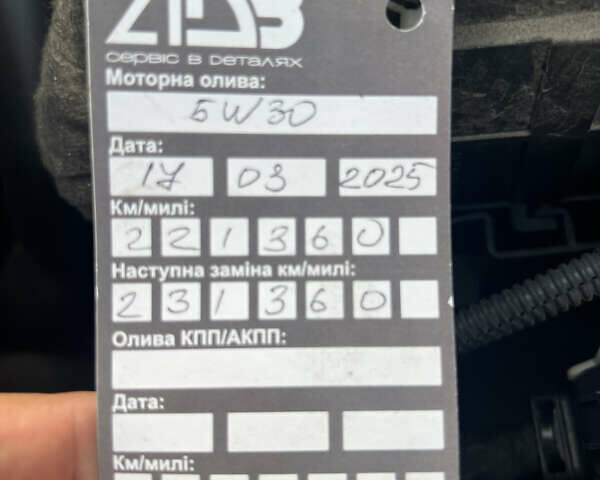 АДЗ
сервіс в деталях
Моторна олива:
5W30
Дата:
17 03 2025
Км/милі:
221360
Наступна заміна км/милі:
231360
Олива КПП/АКПП:
Дата:
Км/милі: